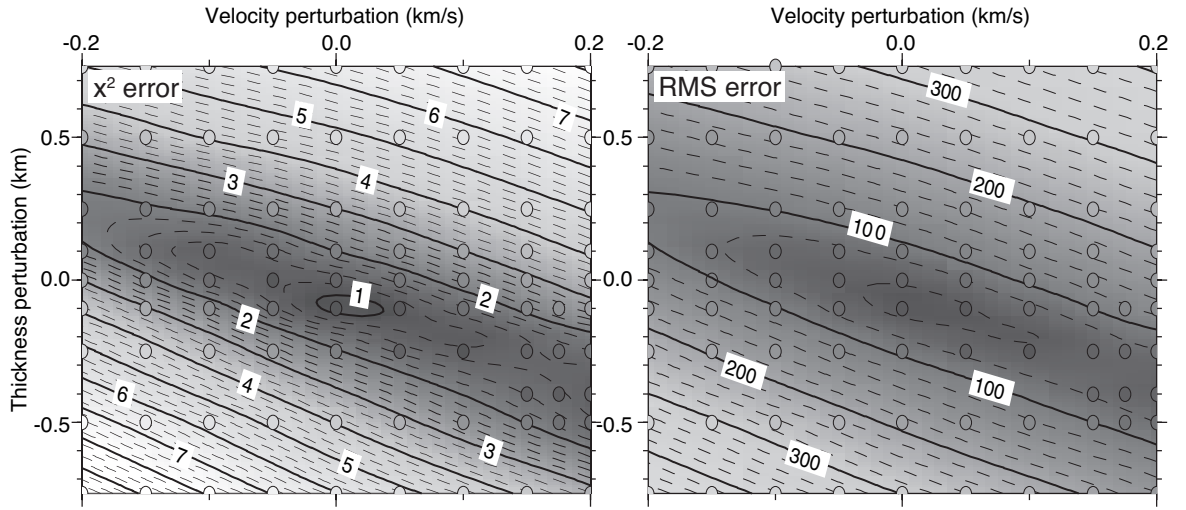 Velocity perturbation (km/s)
Velocity perturbation (km/s)
-0.2 0.0 0.2
-0.2 0.0 0.2
x² error
RMS error
Thickness perturbation (km)
0.5
0.0
-0.5
0.5
0.0
-0.5
5 6 7
3 4
1
2
2
4
6
3
7 5
300
200
100
200
100
300